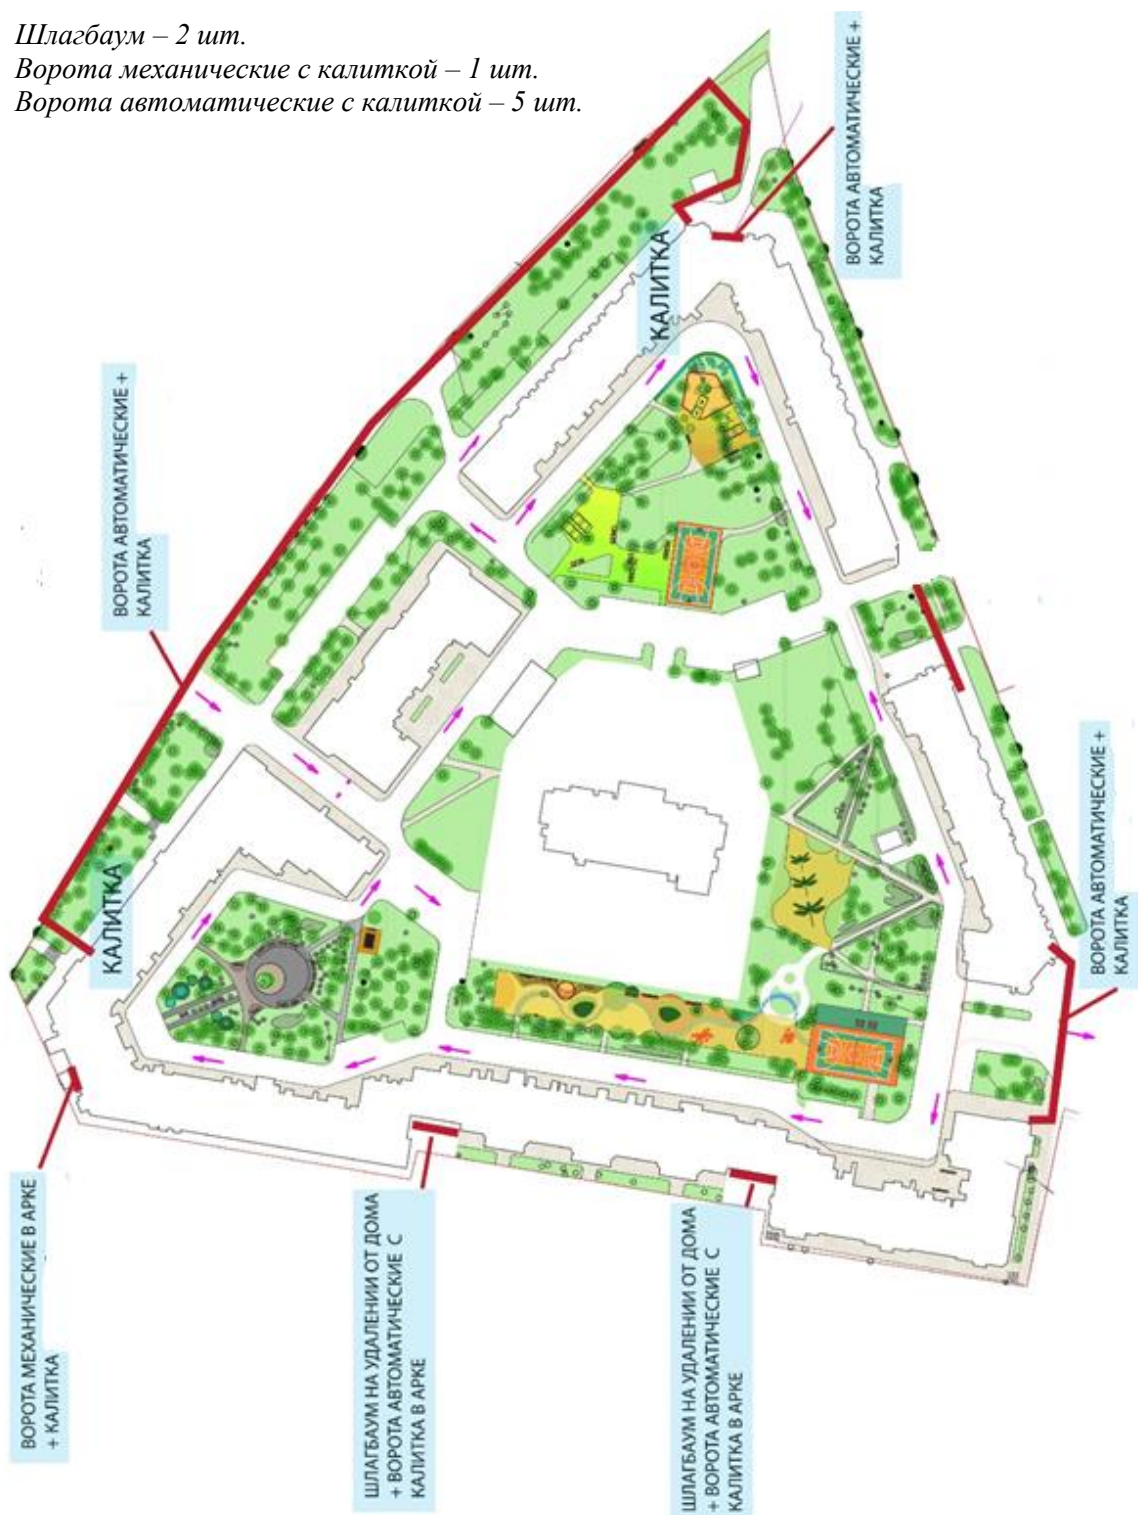 Шлагбаум – 2 шт.
Ворота механические с калиткой – 1 шт.
Ворота автоматические с калиткой – 5 шт.
ВОРОТА АВТОМАТИЧЕСКИЕ +
КАЛИТКА
КАЛИТКА
ВОРОТА АВТОМАТИЧЕСКИЕ +
КАЛИТКА
ВОРОТА АВТОМАТИЧЕСКИЕ +
КАЛИТКА
КАЛИТКА
ВОРОТА МЕХАНИЧЕСКИЕ В АРКЕ
+ КАЛИТКА
ШЛАГБАУМ НА УДАЛЕНИИ ОТ ДОМА
+ ВОРОТА АВТОМАТИЧЕСКИЕ С
КАЛИТКА В АРКЕ
ШЛАГБАУМ НА УДАЛЕНИИ ОТ ДОМА
+ ВОРОТА АВТОМАТИЧЕСКИЕ С
КАЛИТКА В АРКЕ